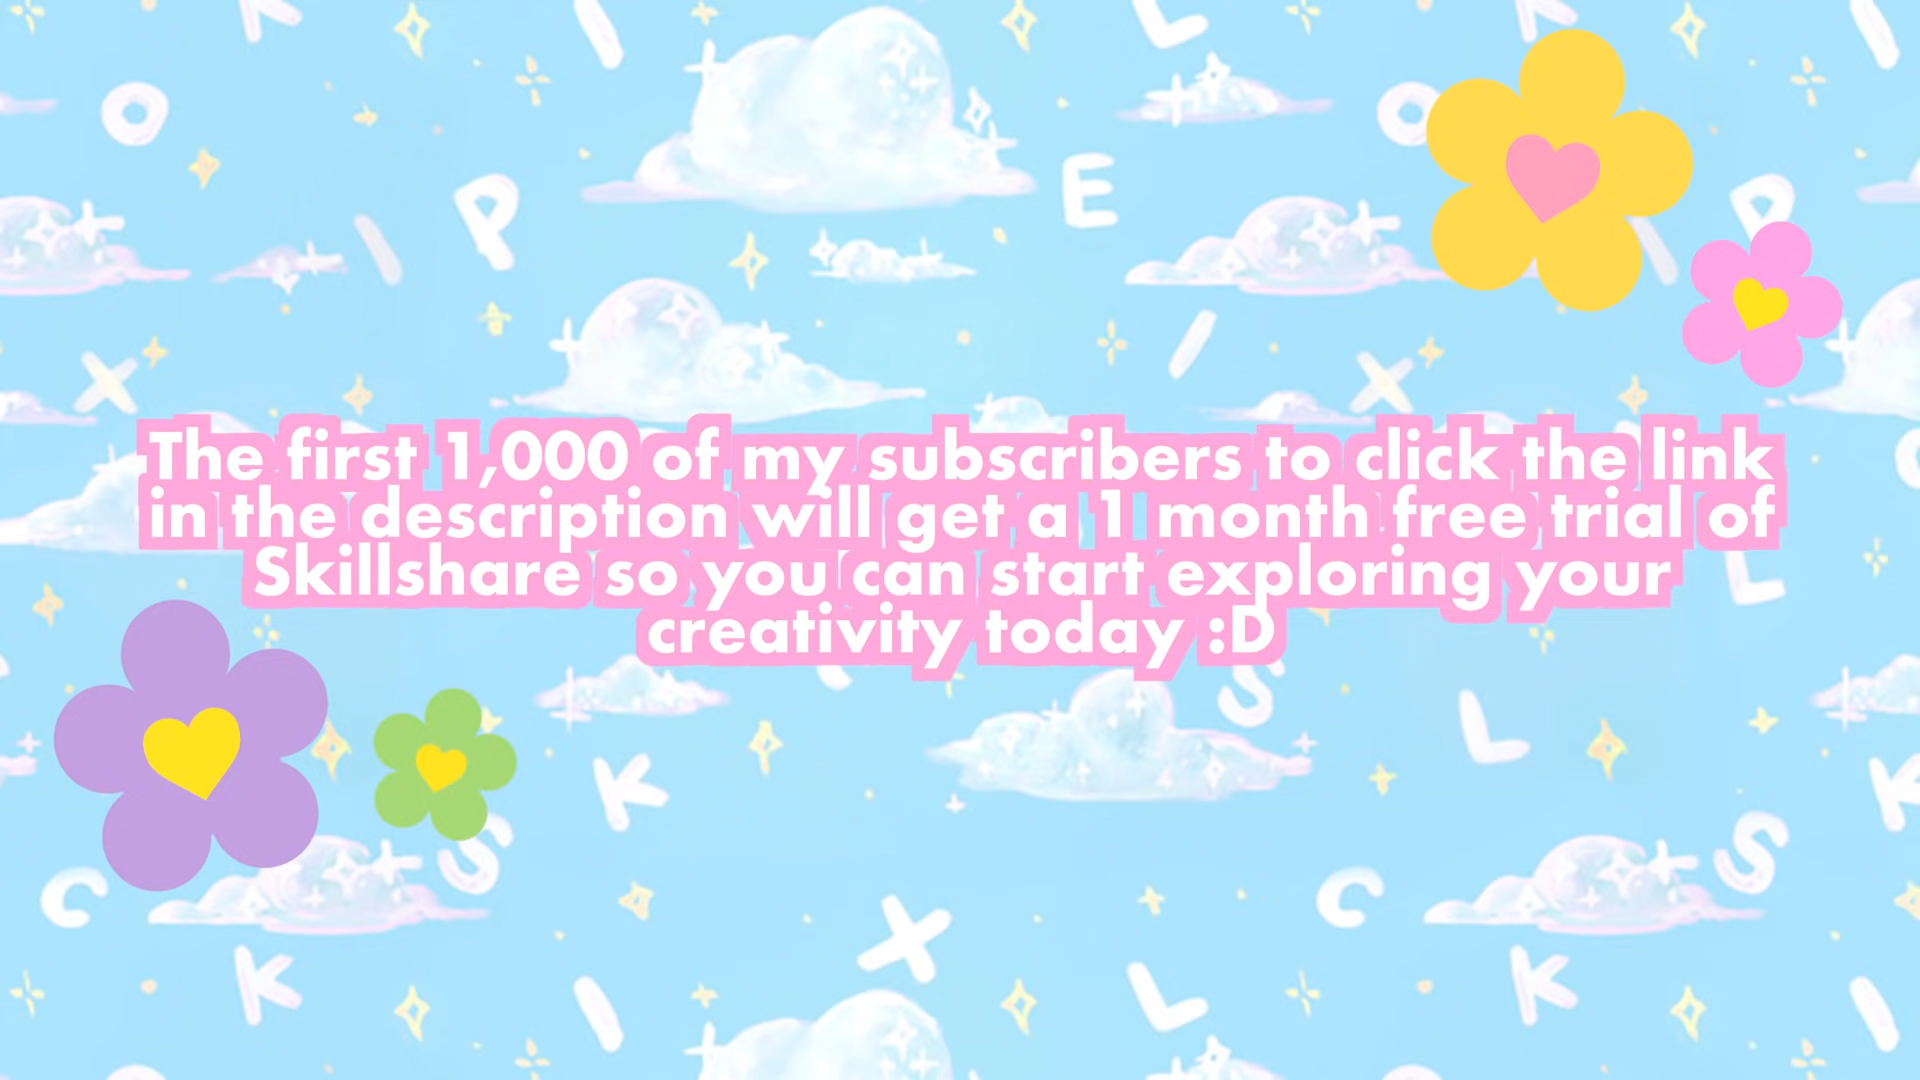 The first 1,000 of my subscribers to click the link
in the description will get a 1 month free trial of
Skillshare so you can start exploring your
creativity today :D